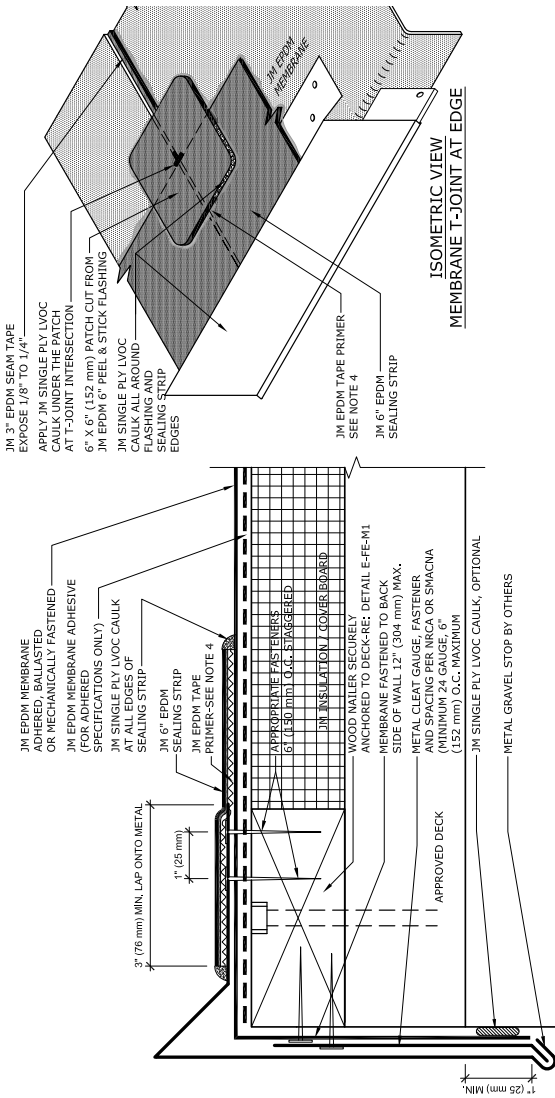 JM 3" EPDM SEAM TAPE
EXPOSE 1/8" TO 1/4"
APPLY JM SINGLE PLY LVOC
CAULK UNDER THE PATCH
AT T-JOINT INTERSECTION
6" X 6" (152 mm) PATCH CUT FROM
JM EPDM 6" PEEL & STICK FLASHING
JM SINGLE PLY LVOC
CAULK ALL AROUND
FLASHING AND
SEALING STRIP
EDGES
JM EPDM
MEMBRANE
JM EPDM TAPE PRIMER
SEE NOTE 4
JM 6" EPDM
SEALING STRIP
ISOMETRIC VIEW
MEMBRANE T-JOINT AT EDGE
JM EPDM MEMBRANE
ADHERED, BALLASTED
OR MECHANICALLY FASTENED
JM EPDM MEMBRANE ADHESIVE
(FOR ADHERED
SPECIFICATIONS ONLY)
JM SINGLE PLY LVOC CAULK
AT ALL EDGES OF
SEALING STRIP
JM 6" EPDM
SEALING STRIP
JM EPDM TAPE
PRIMER-SEE NOTE 4
3" (76 mm) MIN. LAP ONTO METAL
1" (25 mm)
APPROPRIATE FASTENERS
6" (150 mm) O.C. STAGGERED
JM INSULATION / COVER BOARD
WOOD NAILER SECURELY
ANCHORED TO DECK-RE: DETAIL E-FE-M1
MEMBRANE FASTENED TO BACK
SIDE OF WALL 12" (304 mm) MAX.
METAL CLEAT GAUGE, FASTENER
AND SPACING PER NRCA OR SMACNA
(MINIMUM 24 GAUGE, 6"
(152 mm) O.C. MAXIMUM
APPROVED DECK
JM SINGLE PLY LVOC CAULK, OPTIONAL
METAL GRAVEL STOP BY OTHERS
1" (25 mm) MIN.